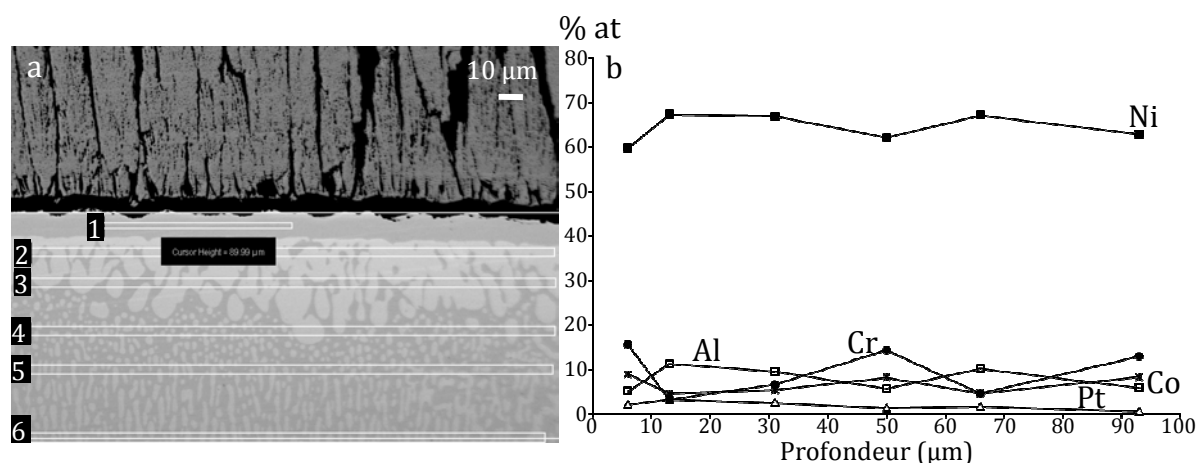 a
10 µm
1
2
Cursor Height = 89.99 µm
3
4
5
6
% at
b
80
70
60
50
40
30
20
10
0
Ni
Al
Cr
Co
Pt
0 10 20 30 40 50 60 70 80 90 100
Profondeur (µm)